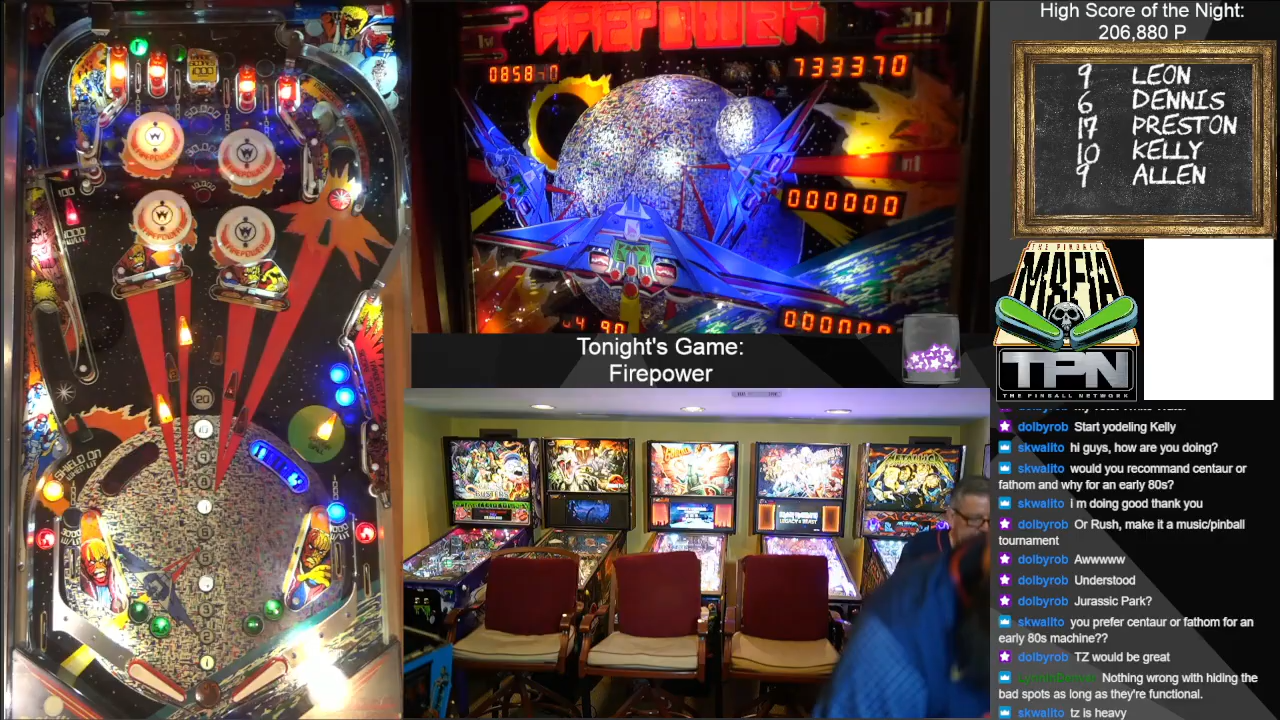 FIREPOWER
733370
000000
4 90
Tonight's Game:
Firepower
High Score of the Night:
206,880 P
9 LEON
6 DENNIS
17 PRESTON
10 KELLY
9 ALLEN
THE PINBALL
MAFIA
TPN
THE PINBALL NETWORK
dolbyrob Start yodeling Kelly
skwalito hi guys, how are you doing?
skwalito would you recommend centaur or
fathom and why for an early 80s?
skwalito i m doing good thank you
dolbyrob Or Rush, make it a music/pinball
tournament
dolbyrob Awwwww
dolbyrob Understood
dolbyrob Jurassic Park?
skwalito you prefer centaur or fathom for an
early 80s machine??
dolbyrob TZ would be great
Nothing wrong with hiding the
bad spots as long as they're functional.
skwalito tz is heavy